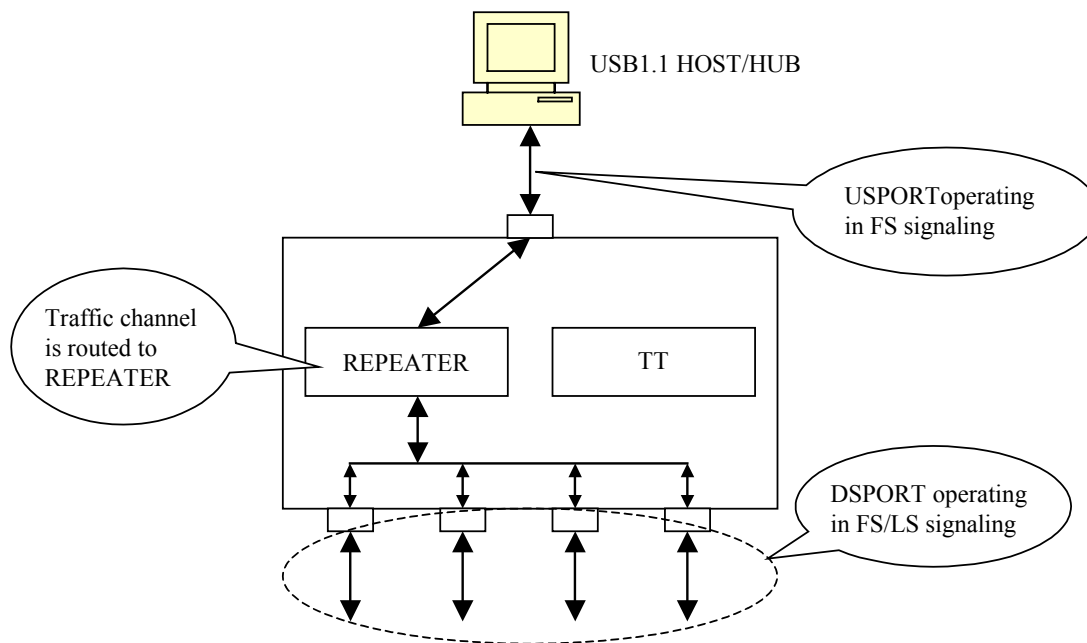 USB1.1 HOST/HUB
USPORToperating
in FS signaling
Traffic channel
is routed to
REPEATER
REPEATER
TT
DSPORT operating
in FS/LS signaling